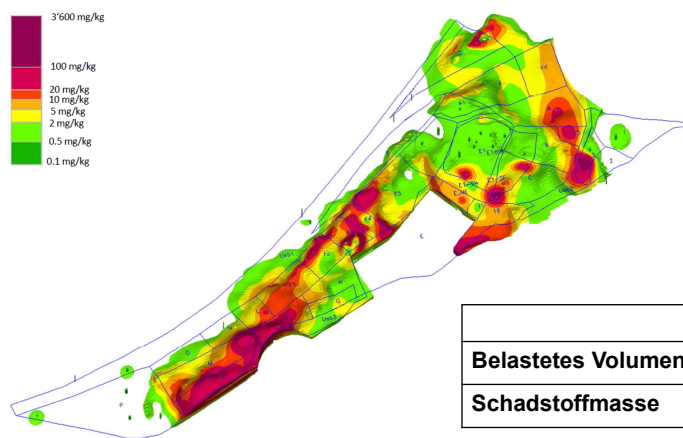 3'600 mg/kg
100 mg/kg
20 mg/kg
10 mg/kg
5 mg/kg
2 mg/kg
0.5 mg/kg
0.1 mg/kg
Belastetes Volumen
Schadstoffmasse